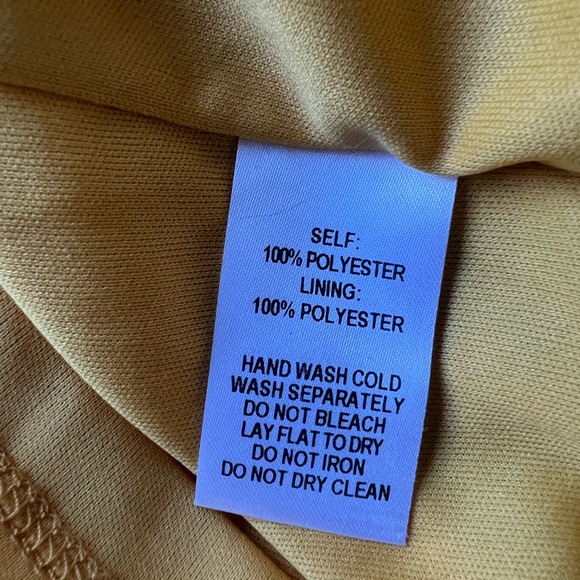 SELF:
100% POLYESTER
LINING:
100% POLYESTER
HAND WASH COLD
WASH SEPARATELY
DO NOT BLEACH
LAY FLAT TO DRY
DO NOT IRON
DO NOT DRY CLEAN